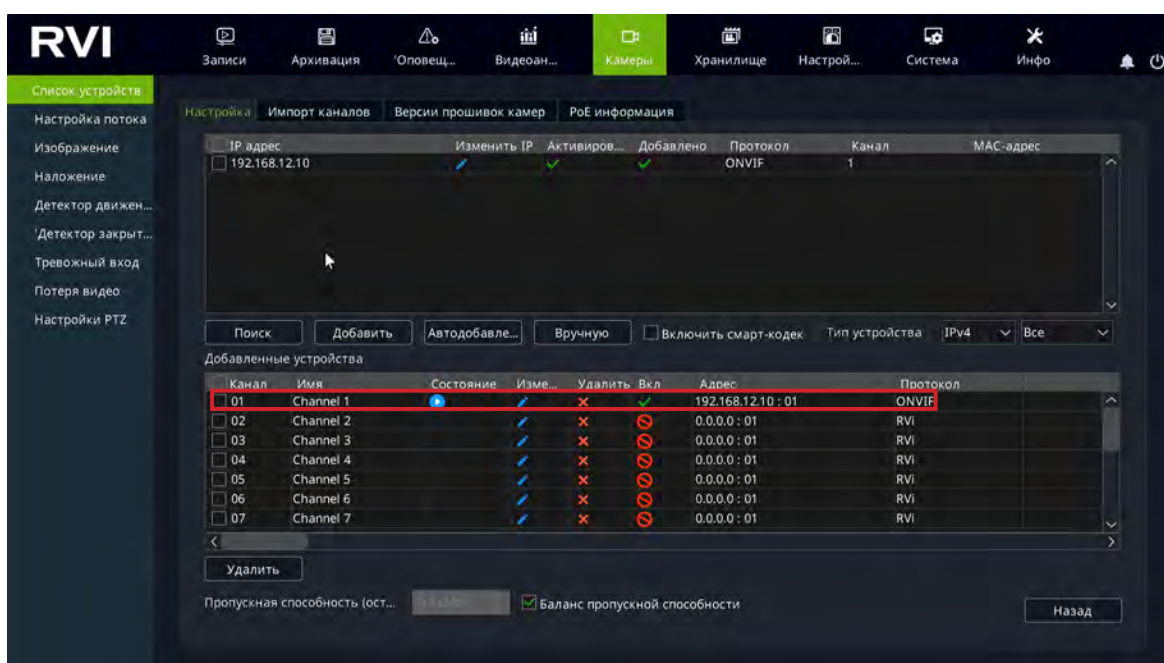 RVI
Записи Архивация 'Оповещ... Видеоан... Камеры Хранилище Настрой... Система Инфо
Список устройств
Настройка потока
Изображение
Наложение
Детектор движен...
'Детектор закрыт...
Тревожный вход
Потеря видео
Настройки PTZ
Настройка Импорт каналов Версии прошивок камер PoE информация
IP адрес Изменить IP Активиров... Добавлено Протокол Канал MAC-адрес
192.168.12.10 ONVIF 1
Поиск Добавить Автодобавле... Вручную Включить смарт-кодек Тип устройства IPv4 Все
Добавленные устройства
Канал Имя Состояние Изме... Удалить Вкл Адрес Протокол
01 Channel 1 192.168.12.10 : 01 ONVIF
02 Channel 2 0.0.0.0 : 01 RVi
03 Channel 3 0.0.0.0 : 01 RVi
04 Channel 4 0.0.0.0 : 01 RVi
05 Channel 5 0.0.0.0 : 01 RVi
06 Channel 6 0.0.0.0 : 01 RVi
07 Channel 7 0.0.0.0 : 01 RVi
Удалить
Пропускная способность (ост... Баланс пропускной способности
Назад